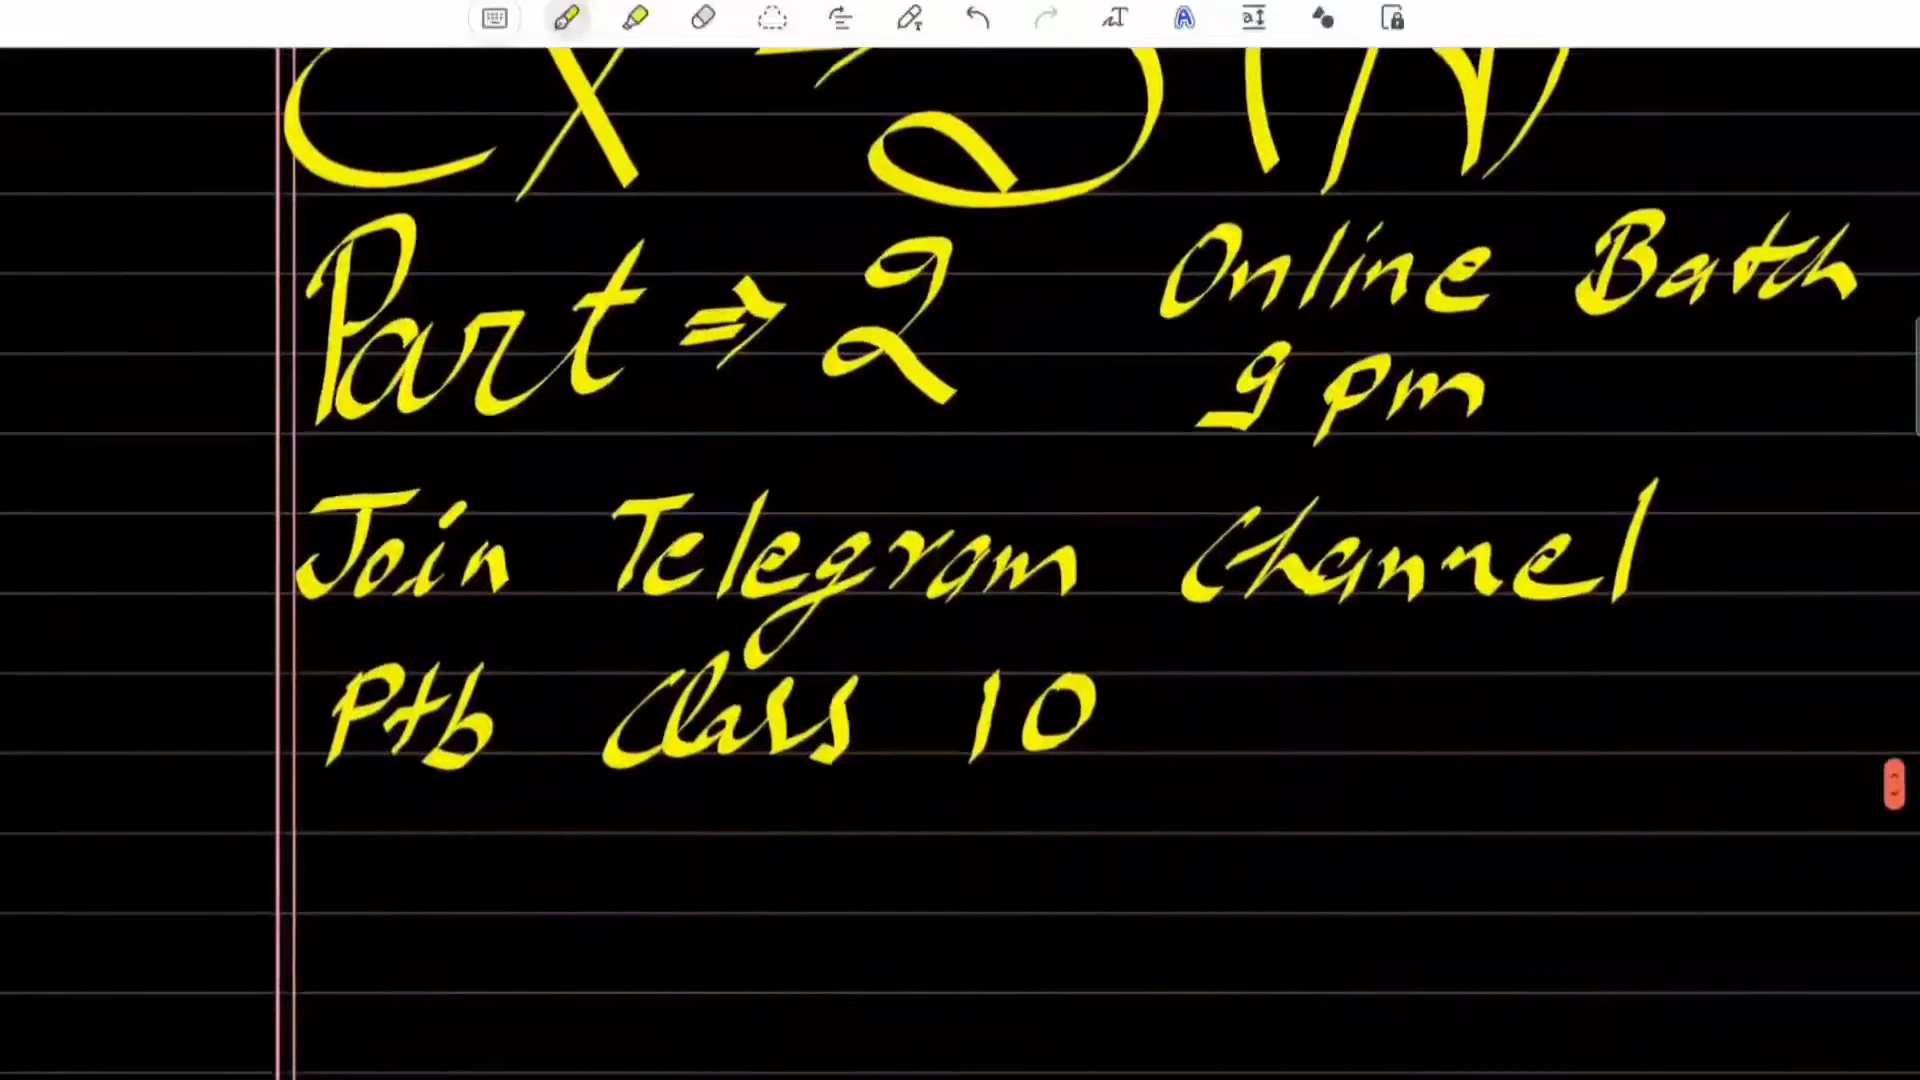 Part ⇒ 2 Online Batch
9 pm
Join Telegram Channel
Ptb Class 10